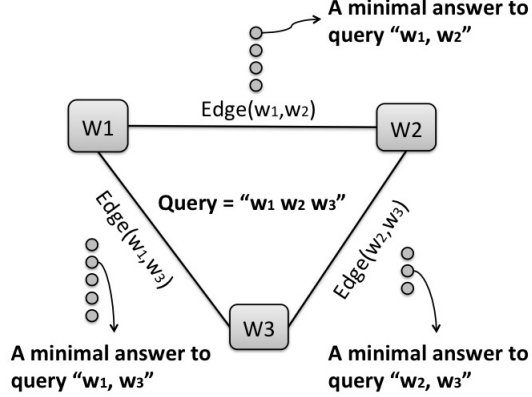 A minimal answer to
query “w1, w2”
Edge(w1,w2)
W1
W2
Query = “w1 w2 w3”
Edge(w1,w3)
Edge(w2,w3)
W3
A minimal answer to
query “w1, w3”
A minimal answer to
query “w2, w3”